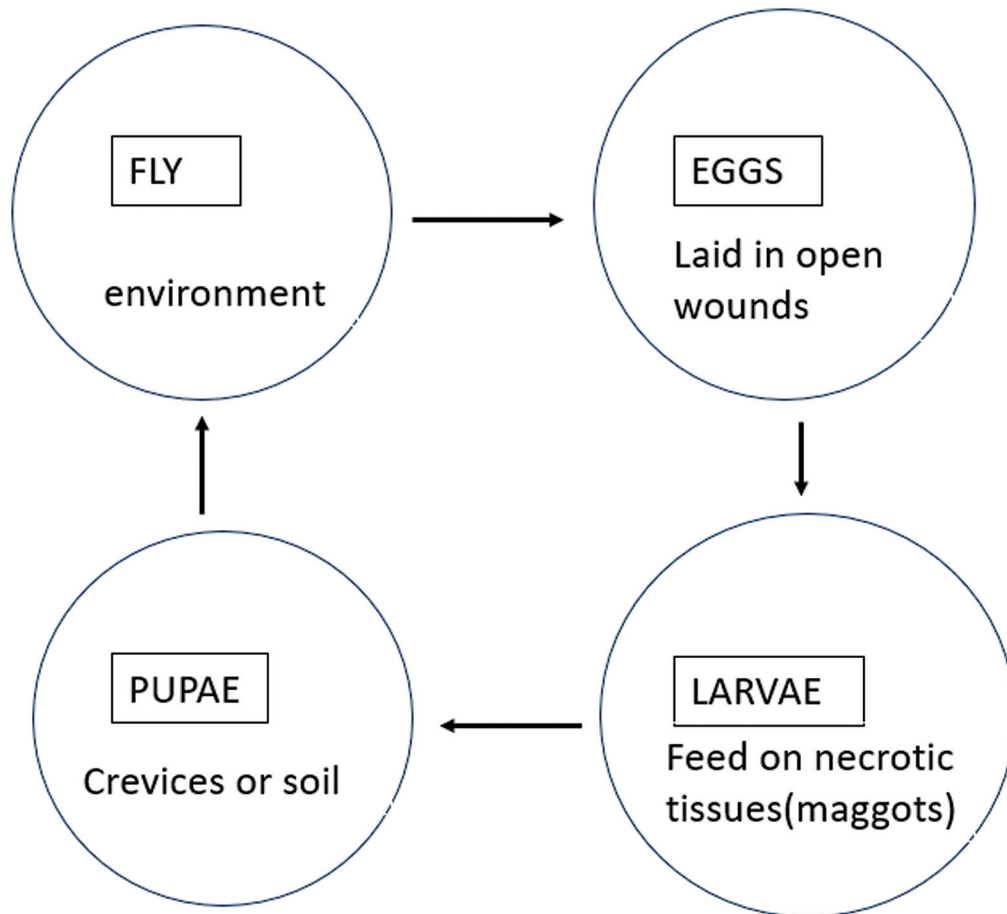 FLY
environment
EGGS
Laid in open
wounds
LARVAE
Feed on necrotic
tissues(maggots)
PUPAE
Crevices or soil